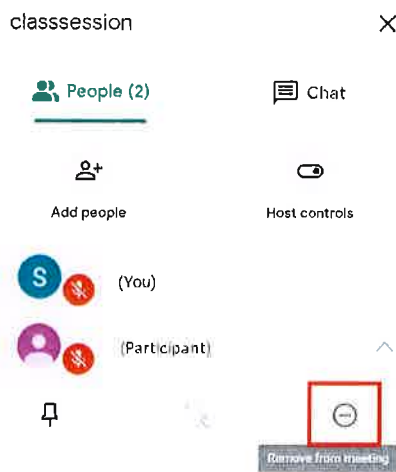 classsession
People (2)
Chat
Add people
Host controls
S
(You)
(Participant)
Remove from meeting